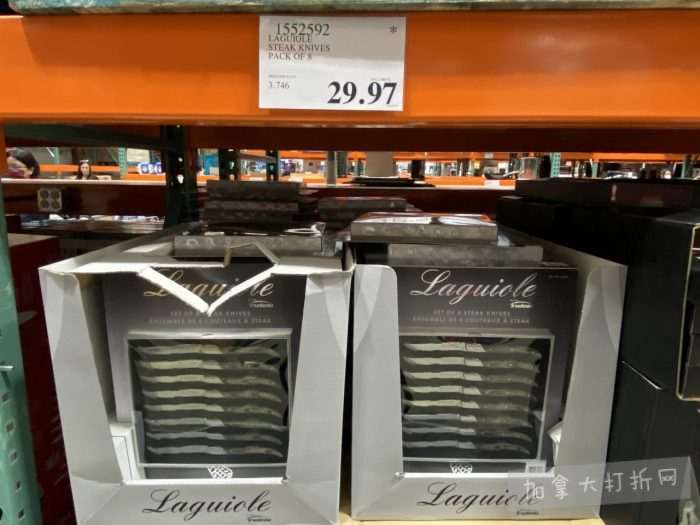 1552592 *
LAGUIOLE
STEAK KNIVES
PACK OF 8
3.746
29.97
Laguiole
SET OF 8 STEAK KNIVES
ENSEMBLE DE 8 COUTEAUX À STEAK
Laguiole
SET OF 8 STEAK KNIVES
ENSEMBLE DE 8 COUTEAUX À STEAK
Laguiole
Laguiole
加拿大打折网